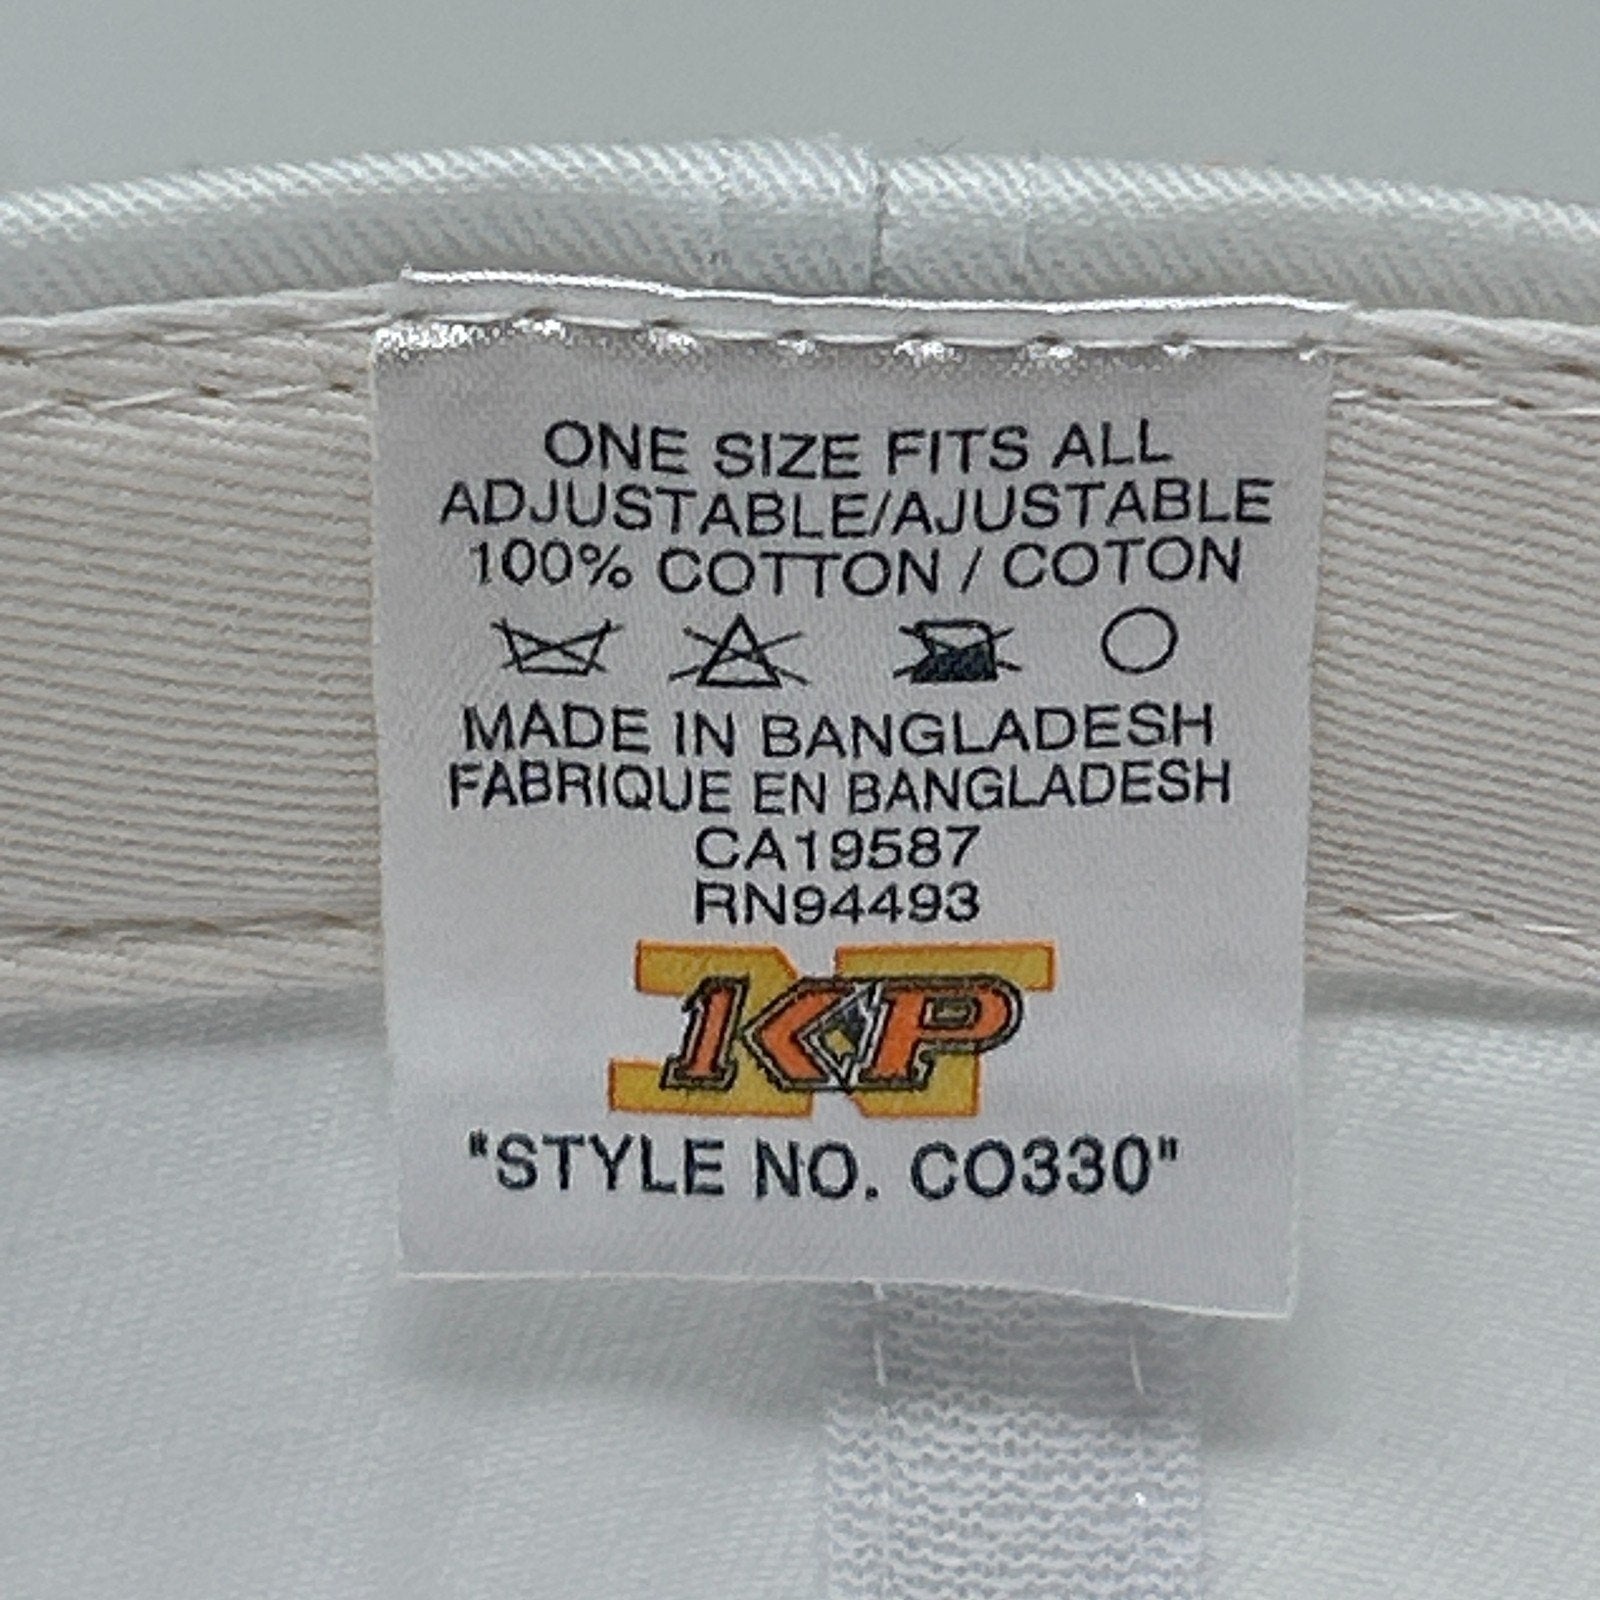 ONE SIZE FITS ALL
ADJUSTABLE/AJUSTABLE
100% COTTON / COTON
MADE IN BANGLADESH
FABRIQUE EN BANGLADESH
CA19587
RN94493
KP
"STYLE NO. CO330"